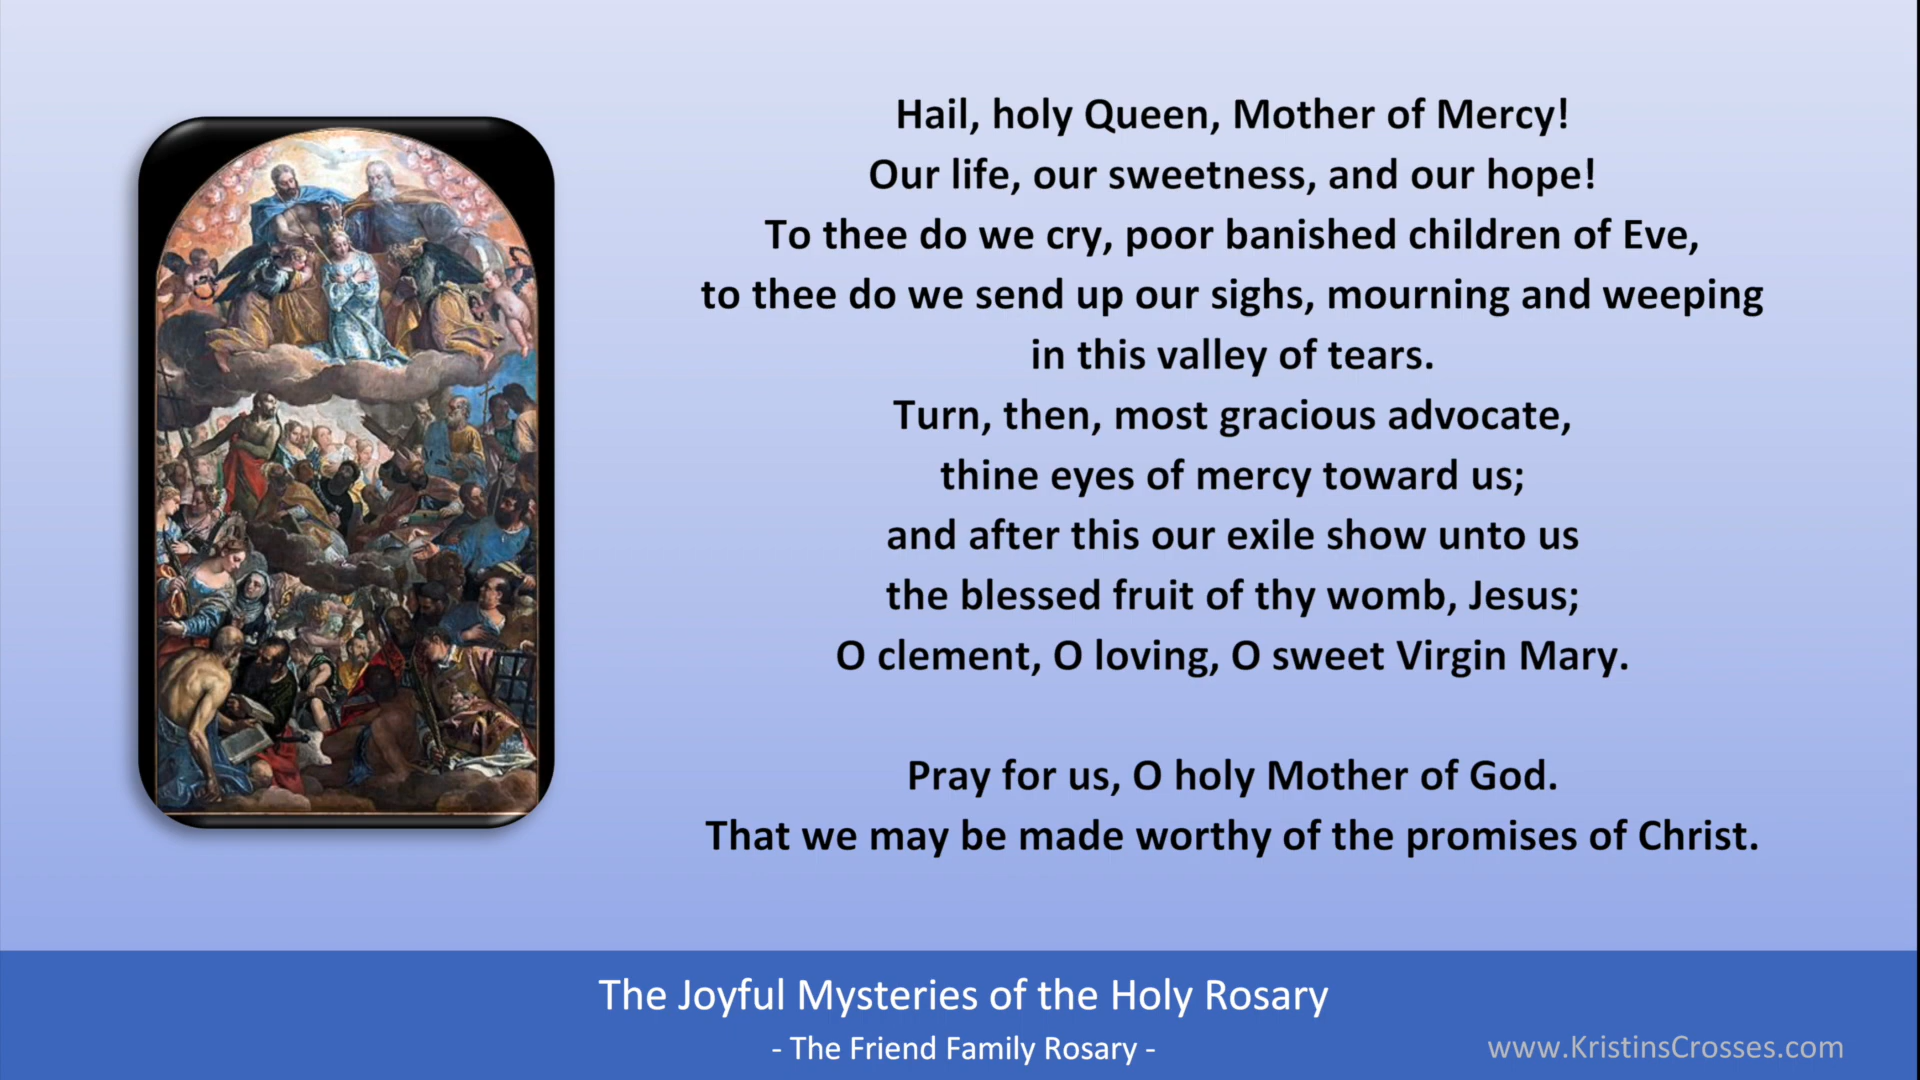 Hail, holy Queen, Mother of Mercy!
Our life, our sweetness, and our hope!
To thee do we cry, poor banished children of Eve,
to thee do we send up our sighs, mourning and weeping
in this valley of tears.
Turn, then, most gracious advocate,
thine eyes of mercy toward us;
and after this our exile show unto us
the blessed fruit of thy womb, Jesus;
O clement, O loving, O sweet Virgin Mary.
Pray for us, O holy Mother of God.
That we may be made worthy of the promises of Christ.
The Joyful Mysteries of the Holy Rosary
- The Friend Family Rosary -
www.KristinsCrosses.com